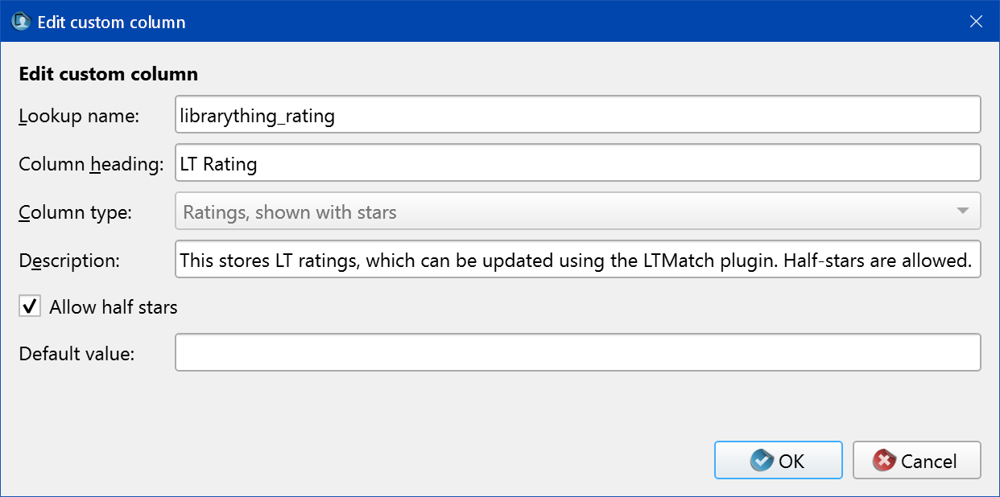 Edit custom column
Edit custom column
Lookup name: librarything_rating
Column heading: LT Rating
Column type: Ratings, shown with stars
Description: This stores LT ratings, which can be updated using the LTMatch plugin. Half-stars are allowed.
Allow half stars
Default value:
OK Cancel